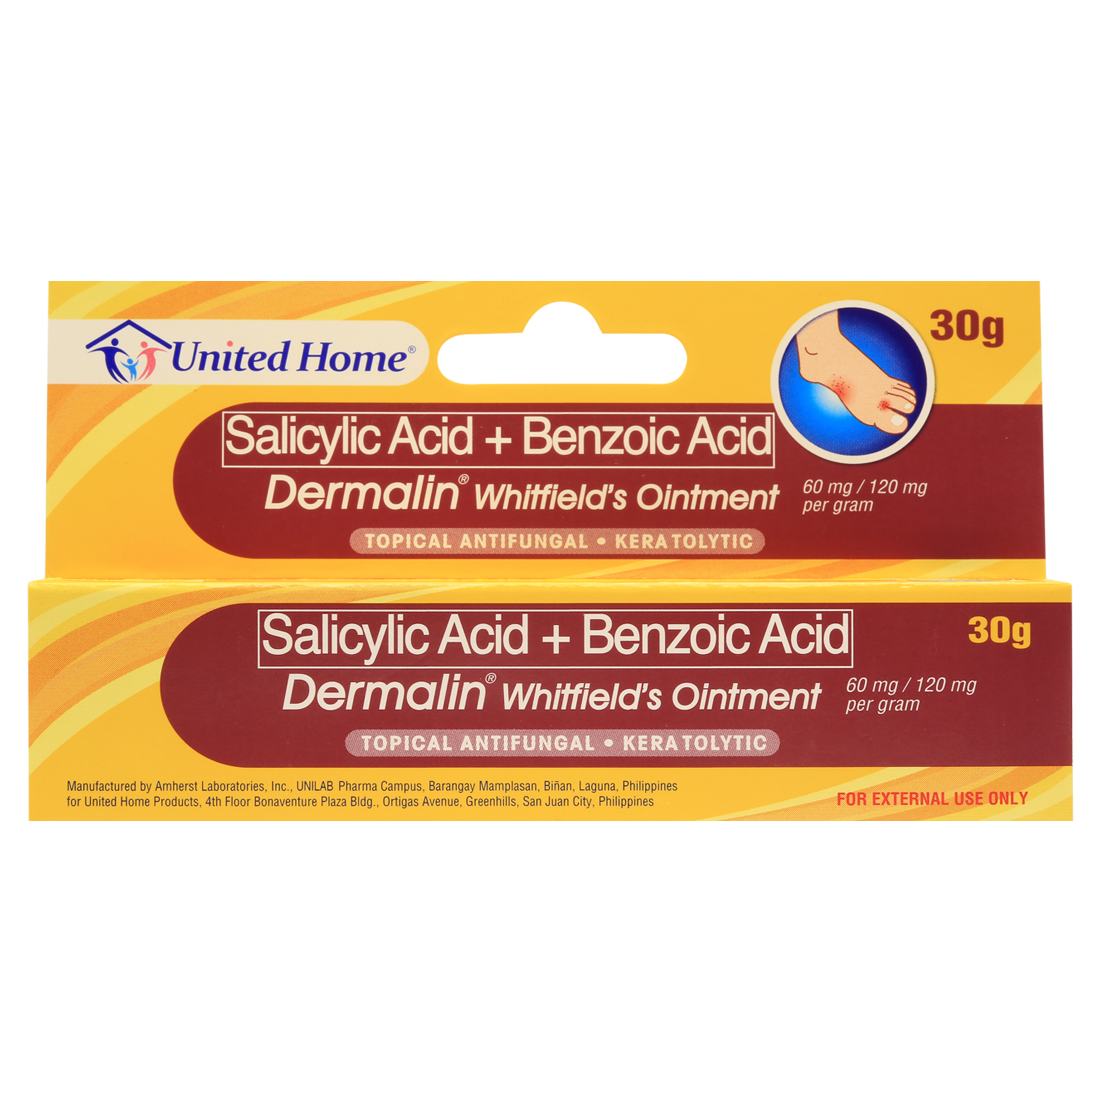 United Home®
30g
Salicylic Acid + Benzoic Acid
Dermalin® Whitfield's Ointment
60 mg / 120 mg
per gram
TOPICAL ANTIFUNGAL • KERATOLYTIC
Salicylic Acid + Benzoic Acid
30g
Dermalin® Whitfield's Ointment
60 mg / 120 mg
per gram
TOPICAL ANTIFUNGAL • KERATOLYTIC
Manufactured by Amherst Laboratories, Inc., UNILAB Pharma Campus, Barangay Mamplasan, Biñan, Laguna, Philippines
for United Home Products, 4th Floor Bonaventure Plaza Bldg., Ortigas Avenue, Greenhills, San Juan City, Philippines
FOR EXTERNAL USE ONLY